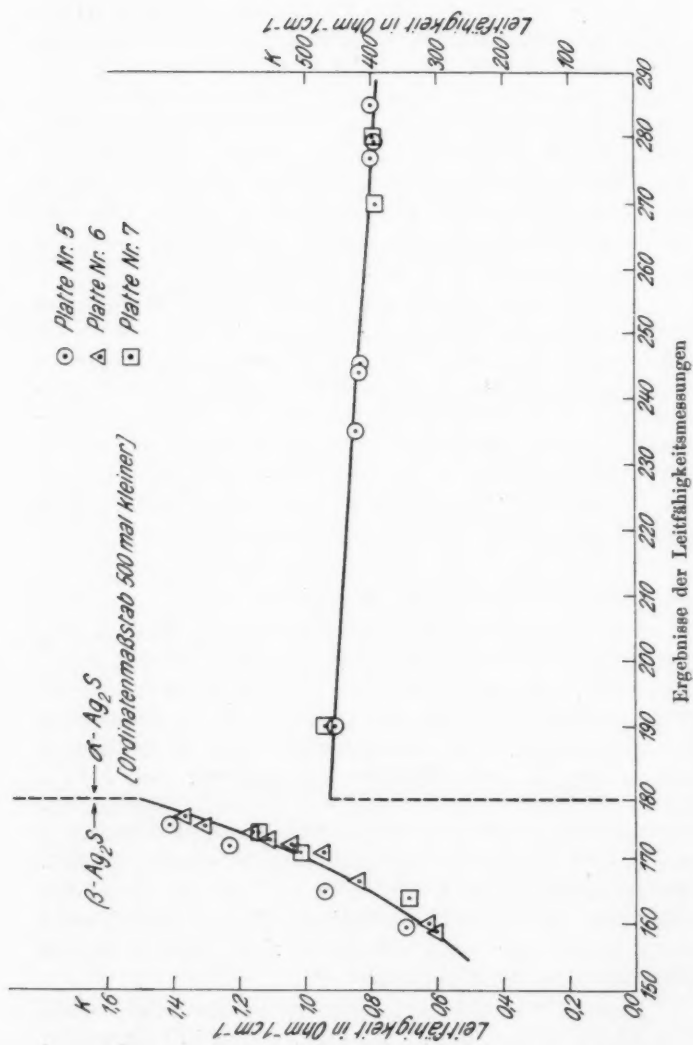 β-Ag₂S
α-Ag₂S
[Ordinatenmaßstab 500 mal kleiner]
Platte Nr. 5
Platte Nr. 6
Platte Nr. 7
Leitfähigkeit in Ohm⁻¹cm⁻¹
K
1,6
1,4
1,2
1,0
0,8
0,6
0,4
0,2
0,0
Leitfähigkeit in Ohm⁻¹cm⁻¹
K
500
400
300
200
100
150
160
170
180
190
200
210
220
230
240
250
260
270
280
290
Ergebnisse der Leitfähigkeitsmessungen